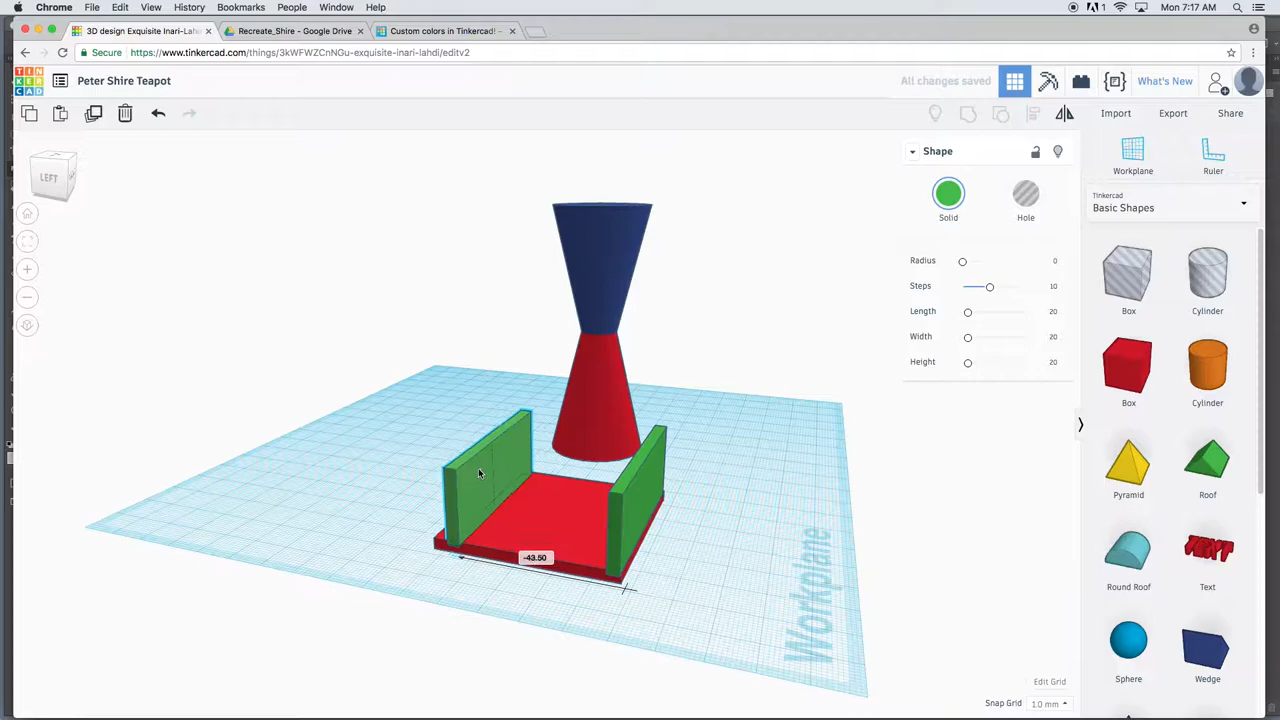 Chrome File Edit View History Bookmarks People Window Help Mon 7:17 AM
3D design Exquisite Inari-Lah Recreate_Shire - Google Drive Custom colors in Tinkercad! -
Secure https://www.tinkercad.com/things/3kWFWZCnNGu-exquisite-inari-lahdi/editv2
TIN
KER
CAD
Peter Shire Teapot All changes saved What's New
Import Export Share
LEFT
Shape
Solid Hole
Radius 0
Steps 10
Length 20
Width 20
Height 20
-43.50
Workplane
Workplane Ruler
Tinkercad
Basic Shapes
Box Cylinder
Box Cylinder
Pyramid Roof
TEXT
Round Roof Text
Sphere Wedge
Edit Grid
Snap Grid 1.0 mm